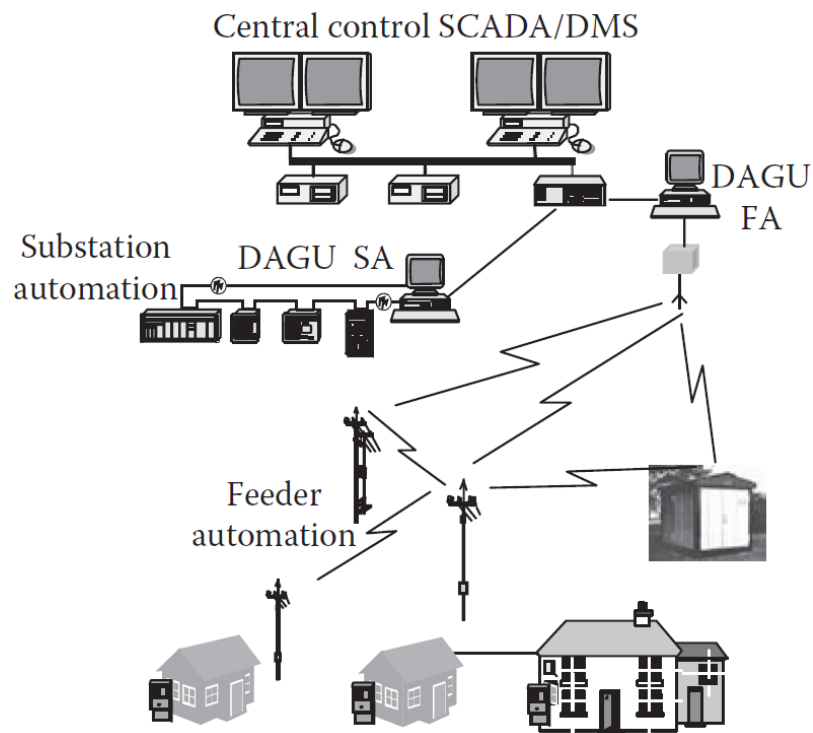 Central control SCADA/DMS
DAGU
FA
Substation
automation
DAGU SA
Feeder
automation